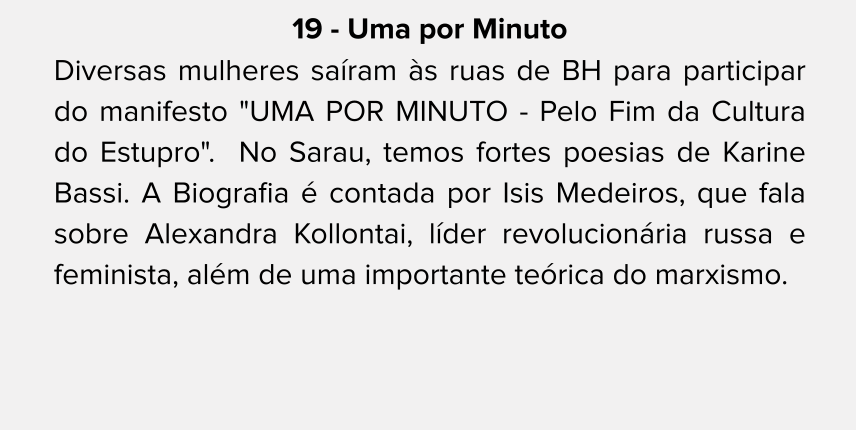 19 - Uma por Minuto
Diversas mulheres saíram às ruas de BH para participar
do manifesto "UMA POR MINUTO - Pelo Fim da Cultura
do Estupro".  No Sarau, temos fortes poesias de Karine
Bassi. A Biografia é contada por Isis Medeiros, que fala
sobre Alexandra Kollontai, líder revolucionária russa e
feminista, além de uma importante teórica do marxismo.